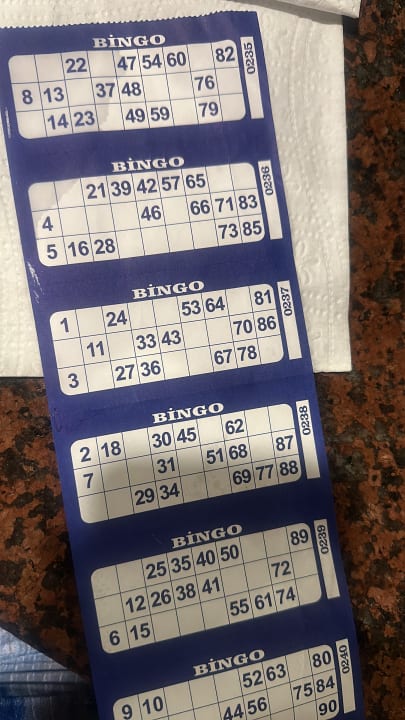 BİNGO
22 47 54 60 82
8 13 37 48 76
14 23 49 59 79
0235
BİNGO
21 39 42 57 65
4 46 66 71 83
5 16 28 73 85
0236
BİNGO
1 24 53 64 81
11 33 43 70 86
3 27 36 67 78
0237
BİNGO
2 18 30 45 62
7 31 51 68 87
29 34 69 77 88
0238
BİNGO
25 35 40 50 89
12 26 38 41 72
6 15 55 61 74
0239
BİNGO
52 63 80
9 10 44 56 75 84
90
0240